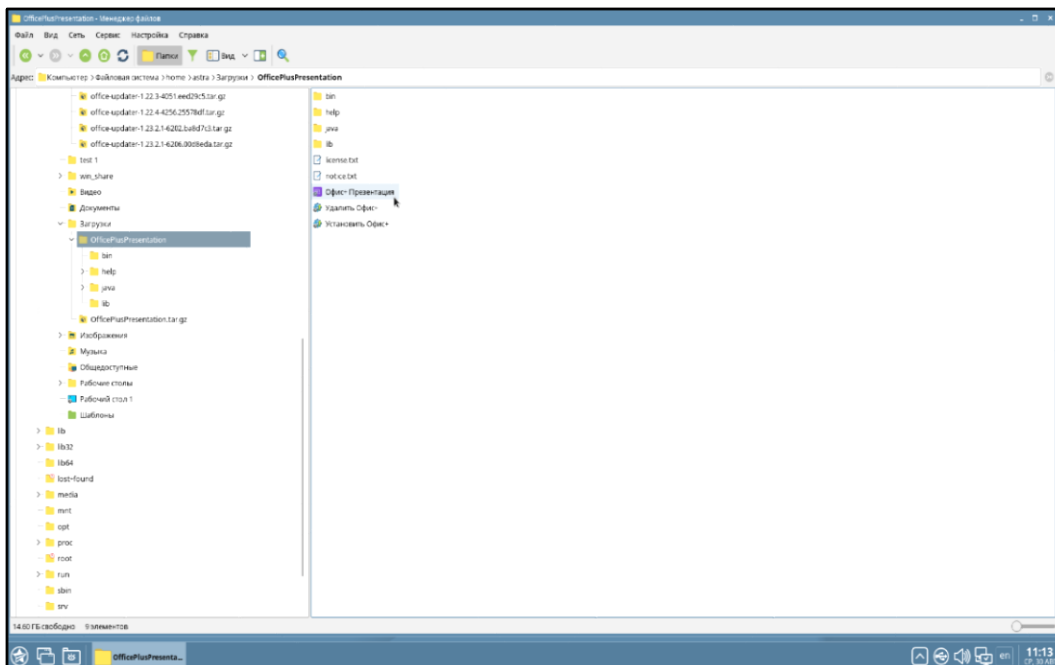 OfficePlusPresentation - Менеджер файлов
Файл Вид Сеть Сервис Настройка Справка
Папки Вид
Адрес: Компьютер > Файловая система > home > astra > Загрузки > OfficePlusPresentation
office-updater-1.22.3-4051.eed29c5.tar.gz
office-updater-1.22.4-4256.25578df.tar.gz
office-updater-1.23.2.1-6202.ba8d7c3.tar.gz
office-updater-1.23.2.1-6206.00d8eda.tar.gz
test 1
win_share
Видео
Документы
Загрузки
OfficePlusPresentation
bin
help
java
lib
OfficePlusPresentation.tar.gz
Изображения
Музыка
Общедоступные
Рабочие столы
Рабочий стол 1
Шаблоны
lib
lib32
lib64
lost+found
media
mnt
opt
proc
root
run
sbin
srv
bin
help
java
lib
license.txt
notice.txt
Офис+ Презентация
Удалить Офис+
Установить Офис+
14.60 ГБ свободно 9 элементов
OfficePlusPresenta...
en
11:13
СР, 30 АВ